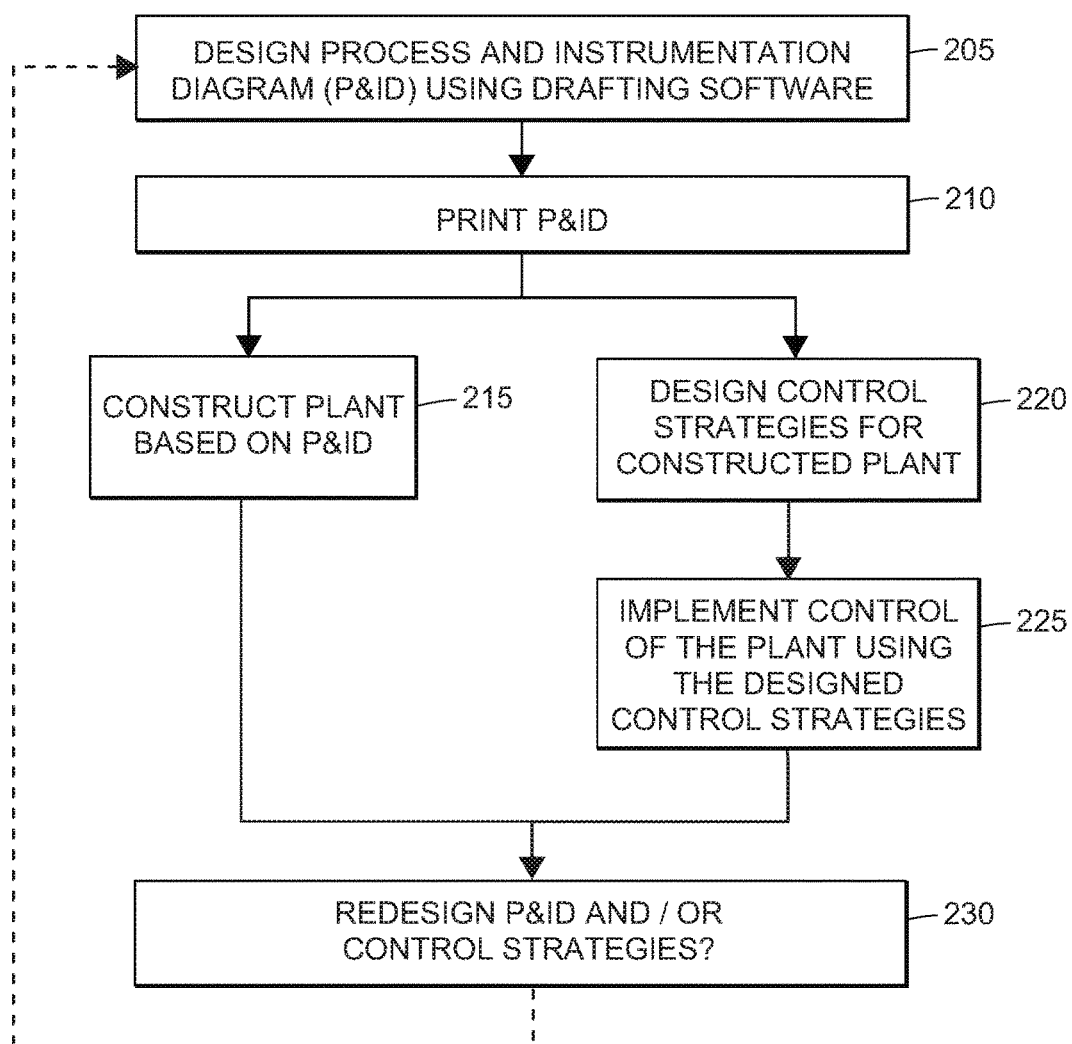 DESIGN PROCESS AND INSTRUMENTATION
DIAGRAM (P&ID) USING DRAFTING SOFTWARE
205
PRINT P&ID
210
CONSTRUCT PLANT
BASED ON P&ID
215
DESIGN CONTROL
STRATEGIES FOR
CONSTRUCTED PLANT
220
IMPLEMENT CONTROL
OF THE PLANT USING
THE DESIGNED
CONTROL STRATEGIES
225
REDESIGN P&ID AND / OR
CONTROL STRATEGIES?
230